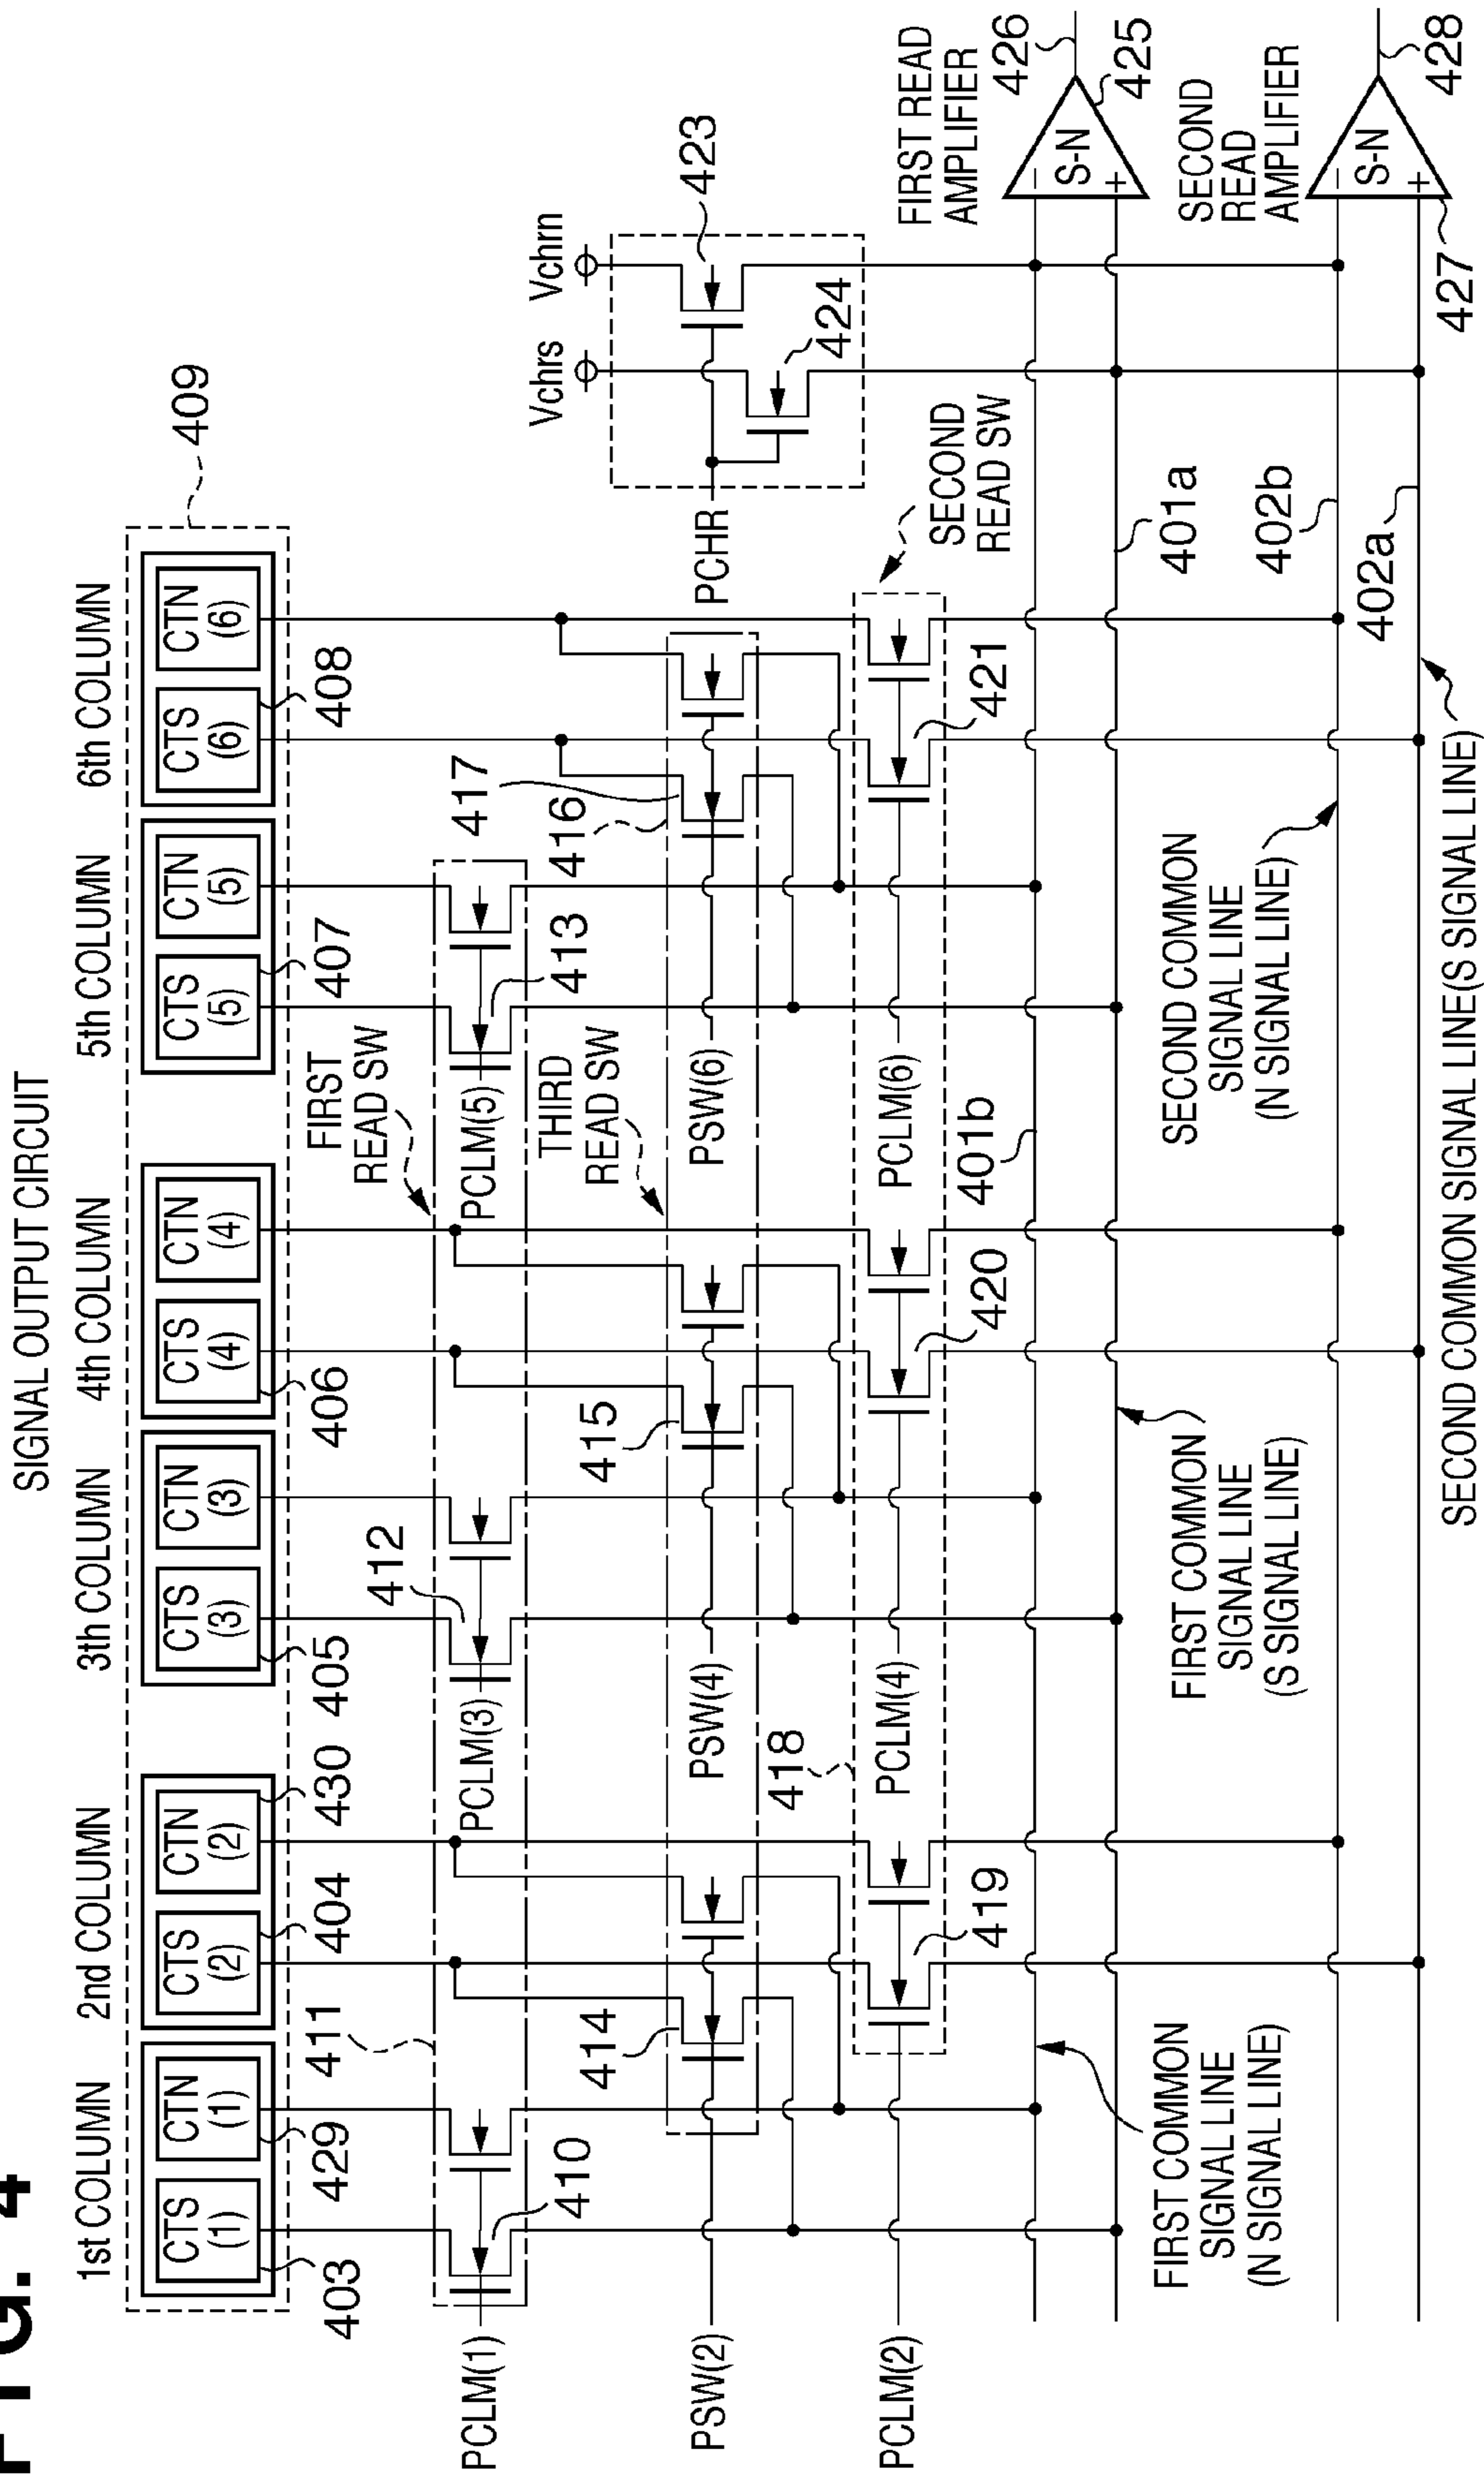 FIG. 4
SIGNAL OUTPUT CIRCUIT
1st COLUMN
2nd COLUMN
3th COLUMN
4th COLUMN
5th COLUMN
6th COLUMN
409
CTS
(1)
CTN
(1)
CTS
(2)
CTN
(2)
CTS
(3)
CTN
(3)
CTS
(4)
CTN
(4)
CTS
(5)
CTN
(5)
CTS
(6)
CTN
(6)
403
429
411
404
430
405
406
407
408
FIRST
READ SW
412
417
410
PCLM(1)
PCLM(3)
PCLM(5)
413
416
THIRD
READ SW
414
415
Vchrs
Vchrn
423
424
PCHR
PSW(2)
PSW(4)
PSW(6)
418
PCLM(2)
PCLM(4)
PCLM(6)
419
420
421
SECOND
READ SW
401b
401a
FIRST READ
AMPLIFIER
426
S-N
−
+
425
FIRST COMMON
SIGNAL LINE
(N SIGNAL LINE)
FIRST COMMON
SIGNAL LINE
(S SIGNAL LINE)
SECOND COMMON
SIGNAL LINE
(N SIGNAL LINE)
402b
402a
SECOND
READ
AMPLIFIER
S-N
−
+
427
428
SECOND COMMON SIGNAL LINE(S SIGNAL LINE)